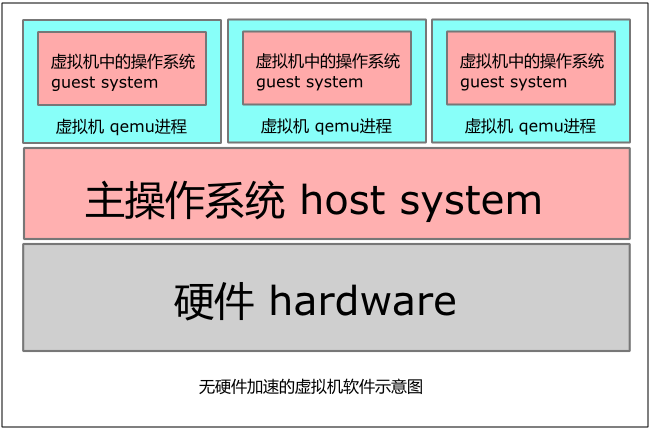 虚拟机中的操作系统
guest system
虚拟机 qemu进程
虚拟机中的操作系统
guest system
虚拟机 qemu进程
虚拟机中的操作系统
guest system
虚拟机 qemu进程
主操作系统 host system
硬件 hardware
无硬件加速的虚拟机软件示意图